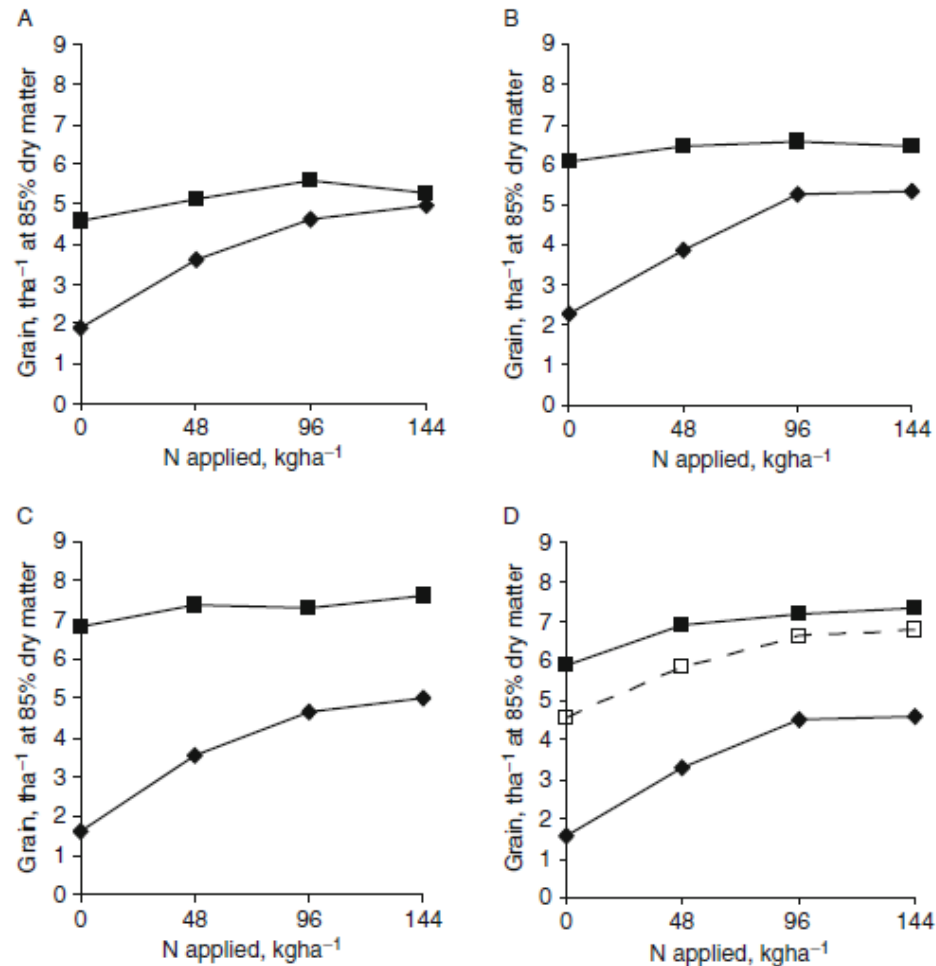 A
Grain, tha⁻¹ at 85% dry matter
9
8
7
6
5
4
3
2
1
0
0 48 96 144
N applied, kgha⁻¹
B
Grain, tha⁻¹ at 85% dry matter
9
8
7
6
5
4
3
2
1
0
0 48 96 144
N applied, kgha⁻¹
C
Grain, tha⁻¹ at 85% dry matter
9
8
7
6
5
4
3
2
1
0
0 48 96 144
N applied, kgha⁻¹
D
Grain, tha⁻¹ at 85% dry matter
9
8
7
6
5
4
3
2
1
0
0 48 96 144
N applied, kgha⁻¹